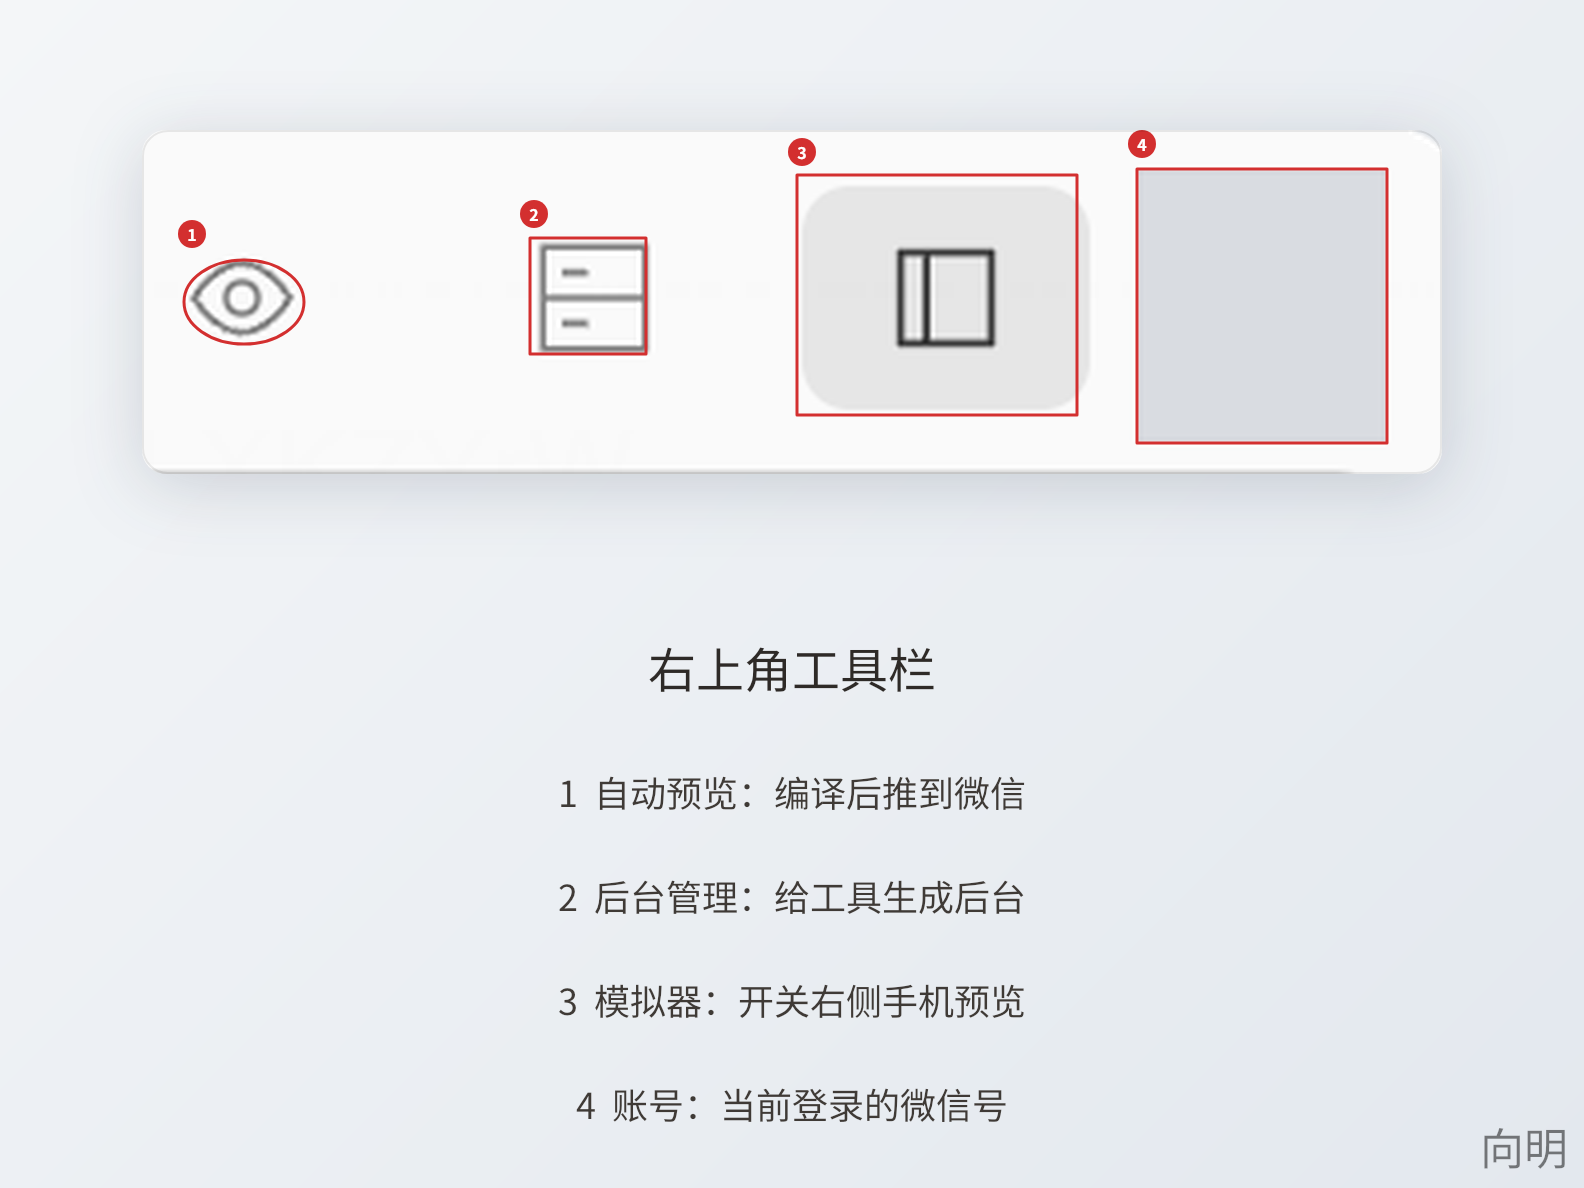 1
2
3
4
右上角工具栏
1 自动预览：编译后推到微信
2 后台管理：给工具生成后台
3 模拟器：开关右侧手机预览
4 账号：当前登录的微信号
向明